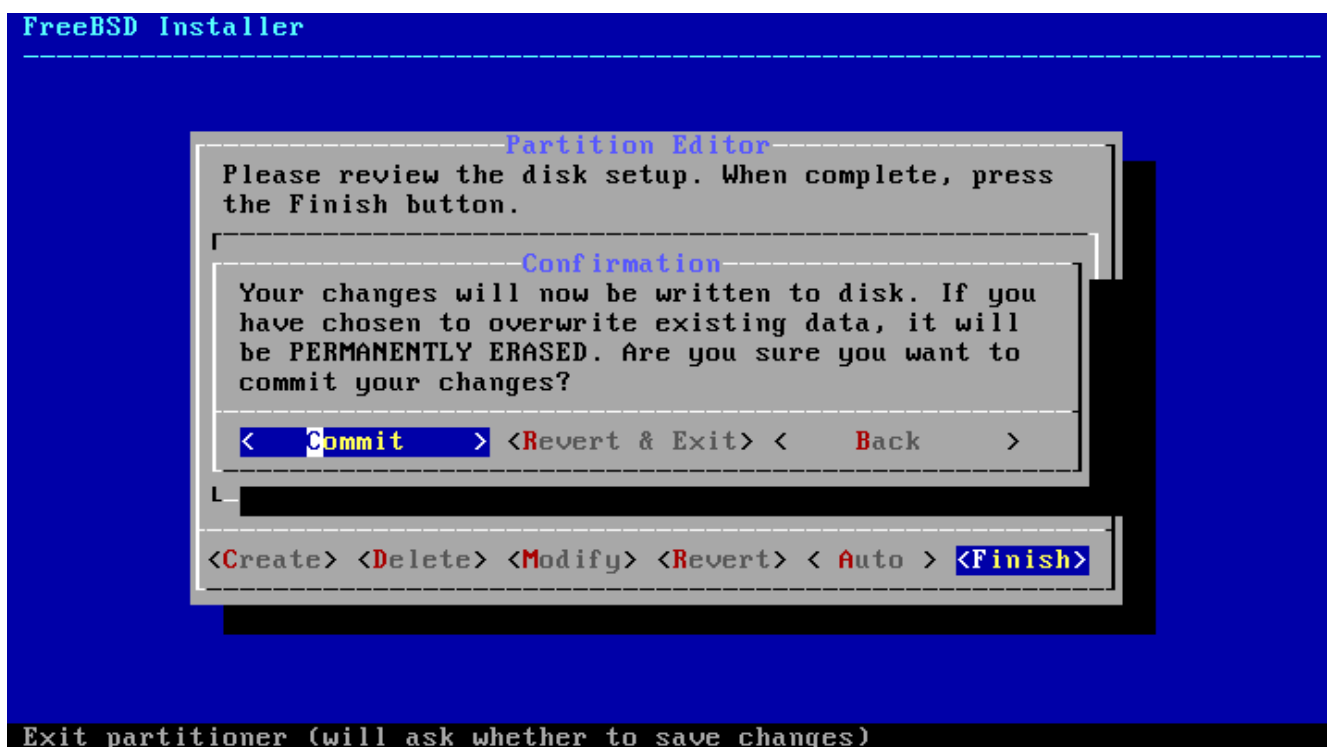 FreeBSD Installer
Partition Editor
Please review the disk setup. When complete, press
the Finish button.
Confirmation
Your changes will now be written to disk. If you
have chosen to overwrite existing data, it will
be PERMANENTLY ERASED. Are you sure you want to
commit your changes?
<   Commit   > <Revert & Exit> <   Back   >
<Create> <Delete> <Modify> <Revert> < Auto > <Finish>
Exit partitioner (will ask whether to save changes)